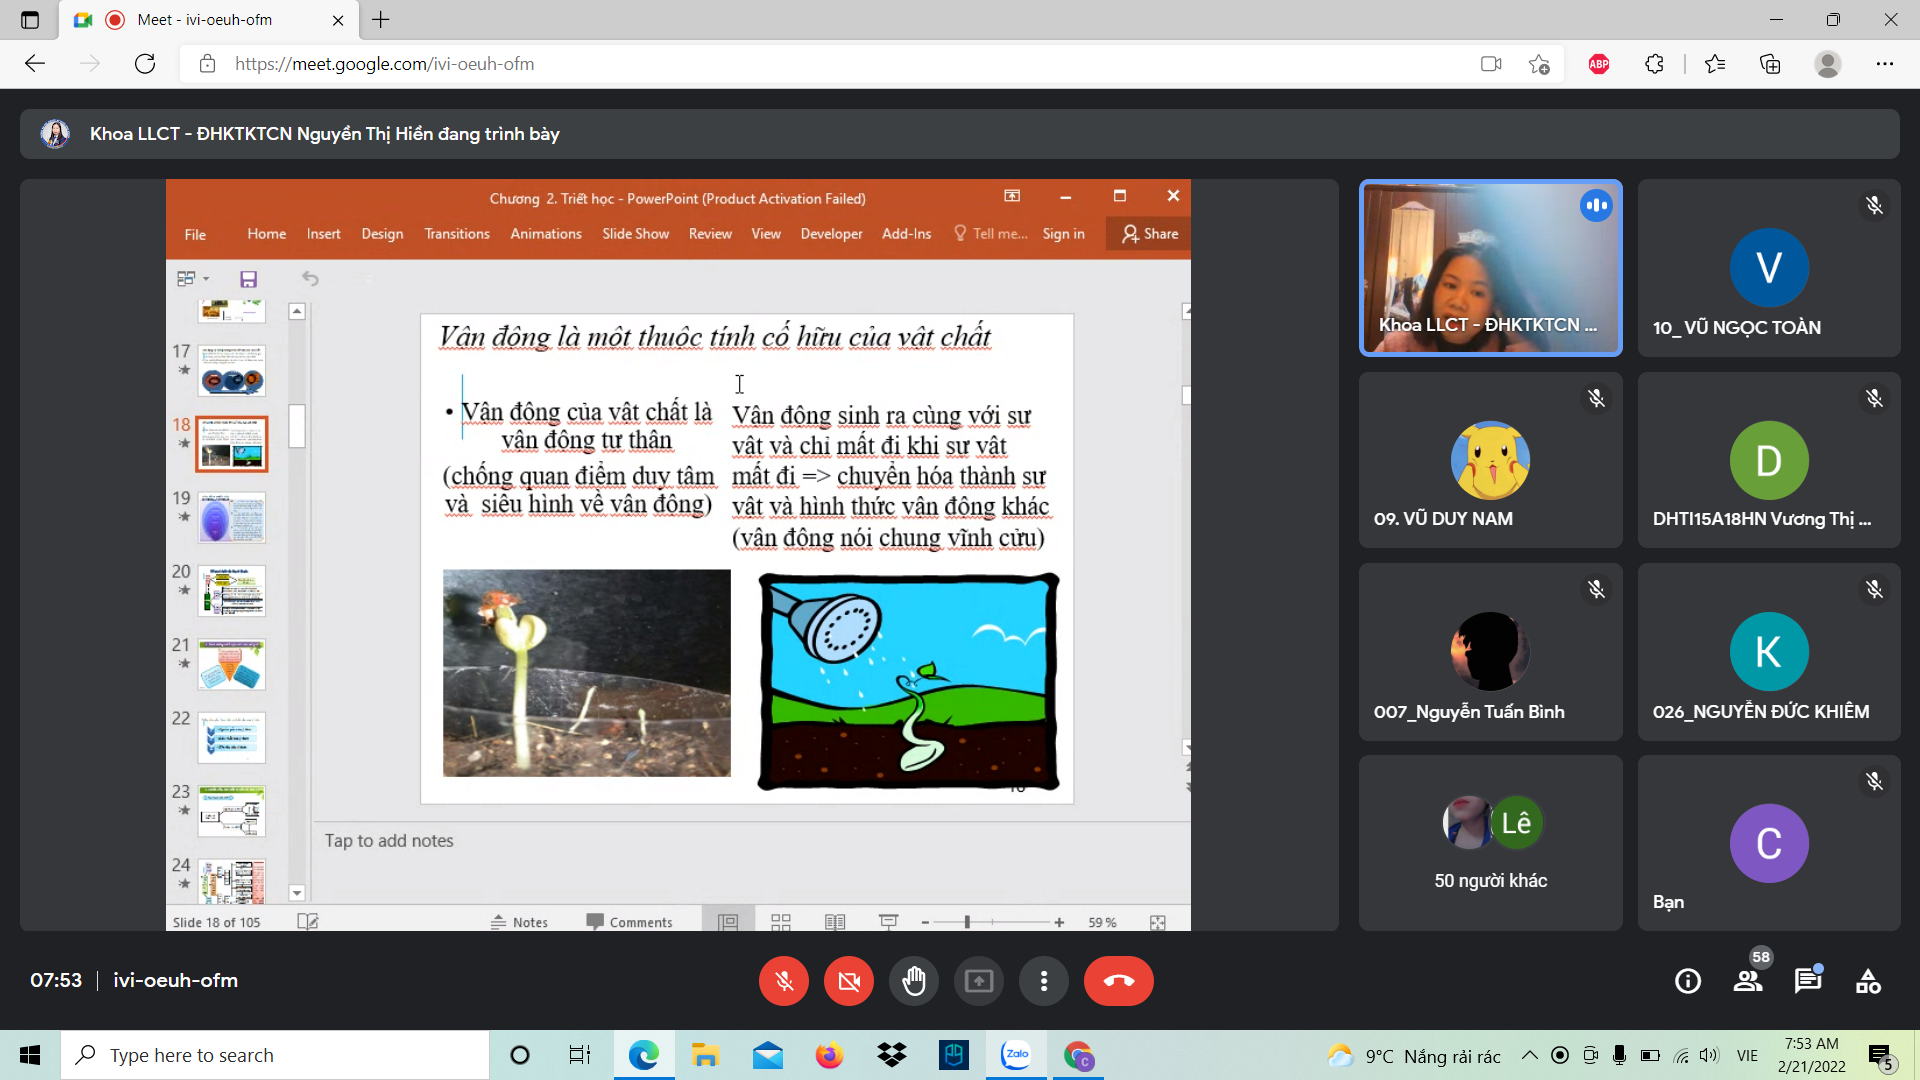 Meet - ivi-oeuh-ofm
https://meet.google.com/ivi-oeuh-ofm
ABP
Khoa LLCT - ĐHKTKTCN Nguyễn Thị Hiền đang trình bày
Chương 2. Triết học - PowerPoint (Product Activation Failed)
File Home Insert Design Transitions Animations Slide Show Review View Developer Add-Ins Tell me... Sign in Share
17
18
19
20
21
22
23
24
Vận động là một thuộc tính cố hữu của vật chất
• Vận động của vật chất là
vận động tự thân
(chống quan điểm duy tâm
và siêu hình về vận động)
Vận động sinh ra cùng với sự
vật và chỉ mất đi khi sự vật
mất đi => chuyển hóa thành sự
vật và hình thức vận động khác
(vận động nói chung vĩnh cửu)
Tap to add notes
Slide 18 of 105 Notes Comments 59 %
Khoa LLCT - ĐHKTKTCN ...
V
10_ VŨ NGỌC TOÀN
09. VŨ DUY NAM
D
DHTI15A18HN Vương Thị ...
007_Nguyễn Tuấn Bình
K
026_NGUYỄN ĐỨC KHIÊM
Lê
50 người khác
C
Bạn
07:53 ivi-oeuh-ofm
58
Type here to search
Zalo
C
9°C Nắng rải rác
VIE
7:53 AM
2/21/2022
5